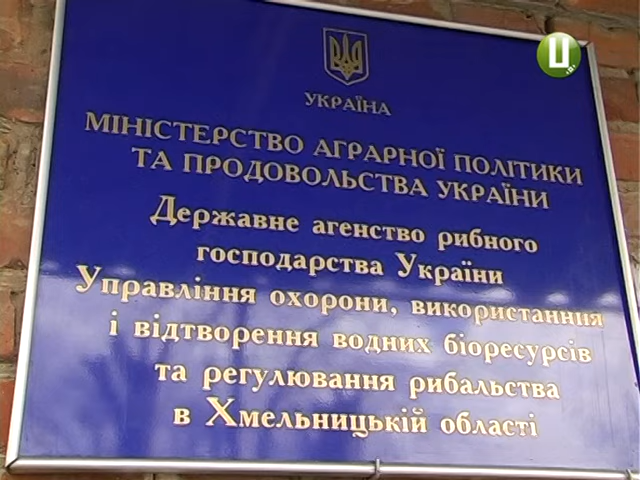 Ц
УКРАЇНА
МІНІСТЕРСТВО АГРАРНОЇ ПОЛІТИКИ
ТА ПРОДОВОЛЬСТВА УКРАЇНИ
Державне агенство рибного
господарства України
Управління охорони, використанння
і відтворення водних біоресурсів
та регулювання рибальства
в Хмельницькій області